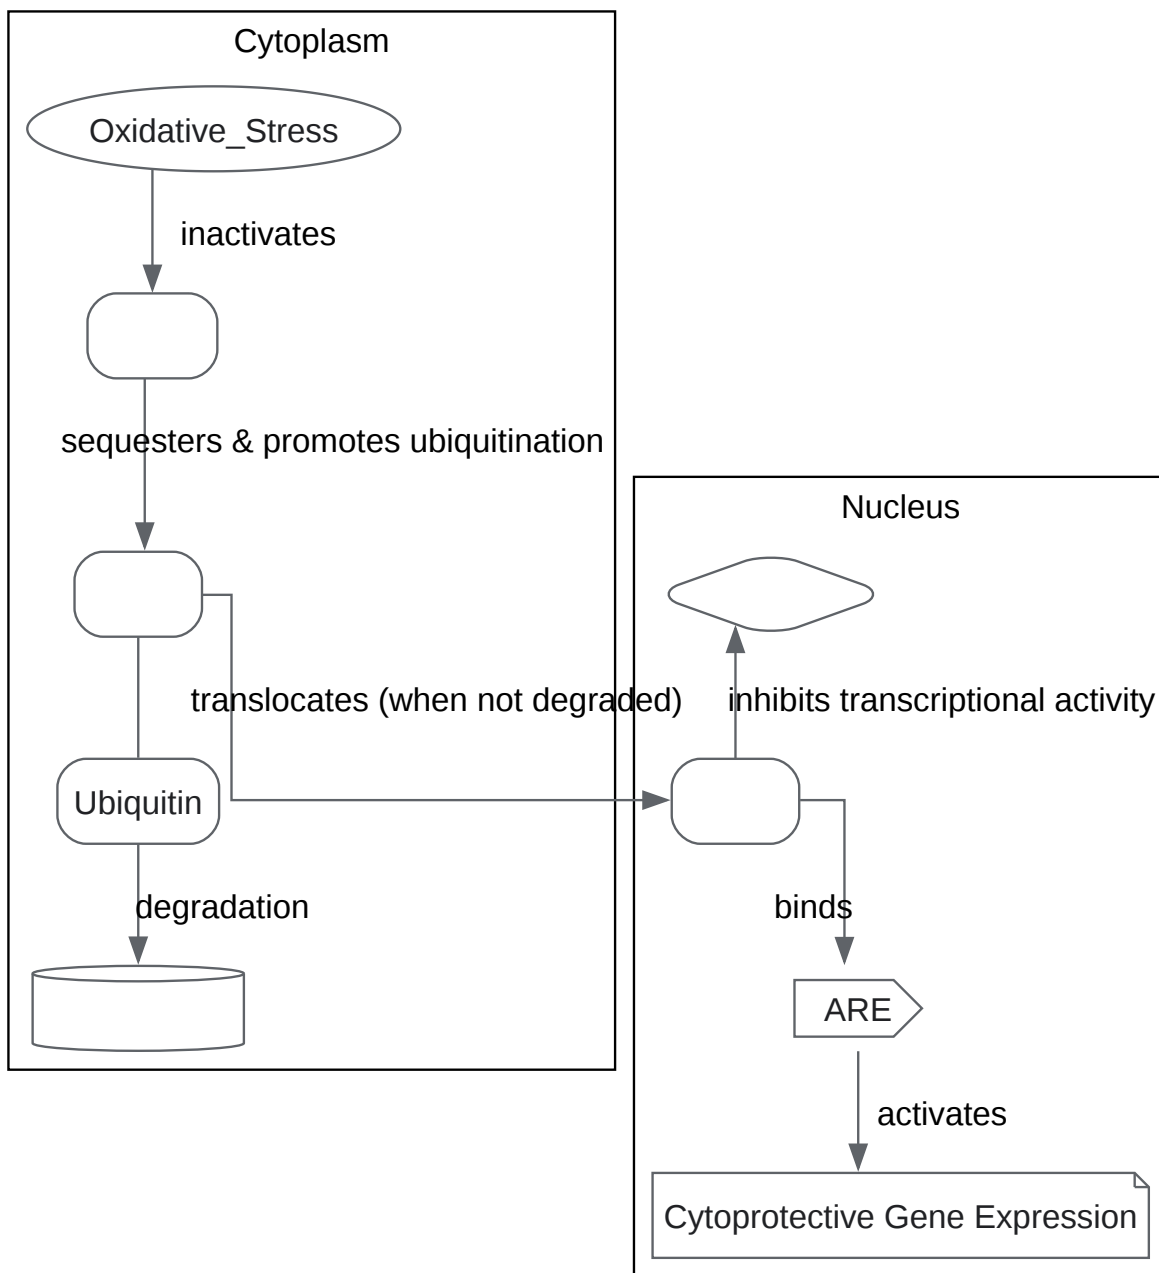 Cytoplasm
Oxidative_Stress
inactivates
sequesters & promotes ubiquitination
Nucleus
translocates (when not degraded)
inhibits transcriptional activity
Ubiquitin
degradation
binds
ARE
activates
Cytoprotective Gene Expression